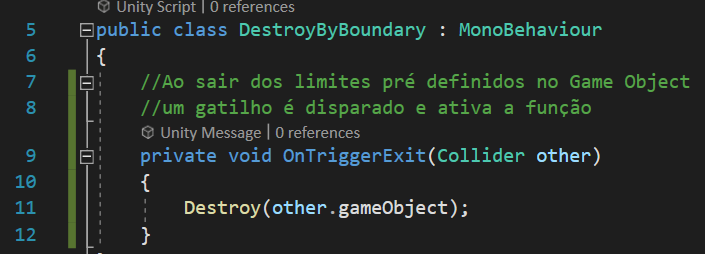 Unity Script | 0 references
5 public class DestroyByBoundary : MonoBehaviour
6 {
7 //Ao sair dos limites pré definidos no Game Object
8 //um gatilho é disparado e ativa a função
Unity Message | 0 references
9 private void OnTriggerExit(Collider other)
10 {
11 Destroy(other.gameObject);
12 }